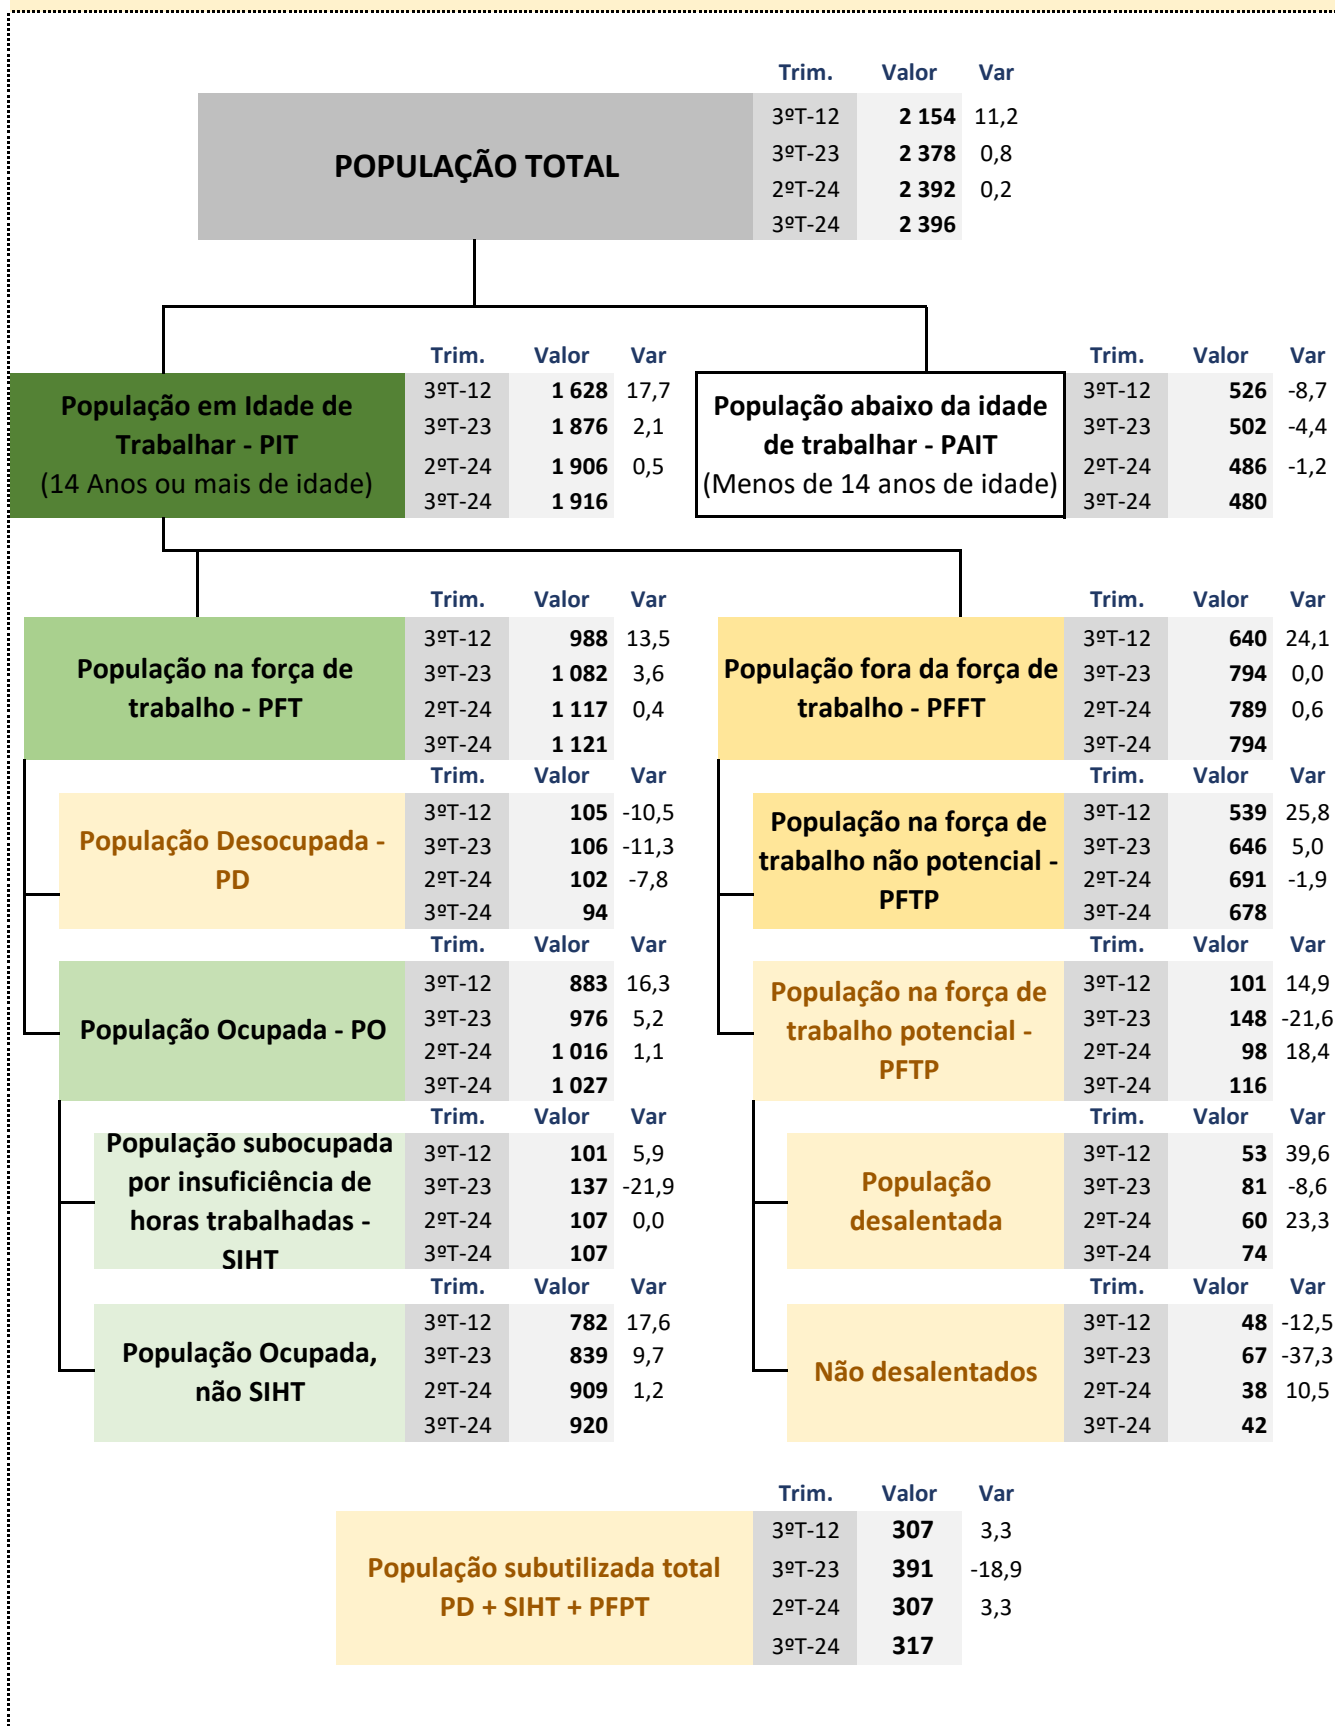 Trim. Valor Var
POPULAÇÃO TOTAL
3ºT-12 2 154 11,2
3ºT-23 2 378 0,8
2ºT-24 2 392 0,2
3ºT-24 2 396
Trim. Valor Var
População em Idade de
Trabalhar - PIT
(14 Anos ou mais de idade)
3ºT-12 1 628 17,7
3ºT-23 1 876 2,1
2ºT-24 1 906 0,5
3ºT-24 1 916
Trim. Valor Var
População abaixo da idade
de trabalhar - PAIT
(Menos de 14 anos de idade)
3ºT-12 526 -8,7
3ºT-23 502 -4,4
2ºT-24 486 -1,2
3ºT-24 480
Trim. Valor Var
População na força de
trabalho - PFT
3ºT-12 988 13,5
3ºT-23 1 082 3,6
2ºT-24 1 117 0,4
3ºT-24 1 121
Trim. Valor Var
População fora da força de
trabalho - PFFT
3ºT-12 640 24,1
3ºT-23 794 0,0
2ºT-24 789 0,6
3ºT-24 794
Trim. Valor Var
População Desocupada -
PD
3ºT-12 105 -10,5
3ºT-23 106 -11,3
2ºT-24 102 -7,8
3ºT-24 94
Trim. Valor Var
População na força de
trabalho não potencial -
PFTP
3ºT-12 539 25,8
3ºT-23 646 5,0
2ºT-24 691 -1,9
3ºT-24 678
Trim. Valor Var
População Ocupada - PO
3ºT-12 883 16,3
3ºT-23 976 5,2
2ºT-24 1 016 1,1
3ºT-24 1 027
Trim. Valor Var
População na força de
trabalho potencial -
PFTP
3ºT-12 101 14,9
3ºT-23 148 -21,6
2ºT-24 98 18,4
3ºT-24 116
Trim. Valor Var
População subocupada
por insuficiência de
horas trabalhadas -
SIHT
3ºT-12 101 5,9
3ºT-23 137 -21,9
2ºT-24 107 0,0
3ºT-24 107
Trim. Valor Var
População
desalentada
3ºT-12 53 39,6
3ºT-23 81 -8,6
2ºT-24 60 23,3
3ºT-24 74
Trim. Valor Var
População Ocupada,
não SIHT
3ºT-12 782 17,6
3ºT-23 839 9,7
2ºT-24 909 1,2
3ºT-24 920
Trim. Valor Var
Não desalentados
3ºT-12 48 -12,5
3ºT-23 67 -37,3
2ºT-24 38 10,5
3ºT-24 42
Trim. Valor Var
População subutilizada total
PD + SIHT + PFPT
3ºT-12 307 3,3
3ºT-23 391 -18,9
2ºT-24 307 3,3
3ºT-24 317